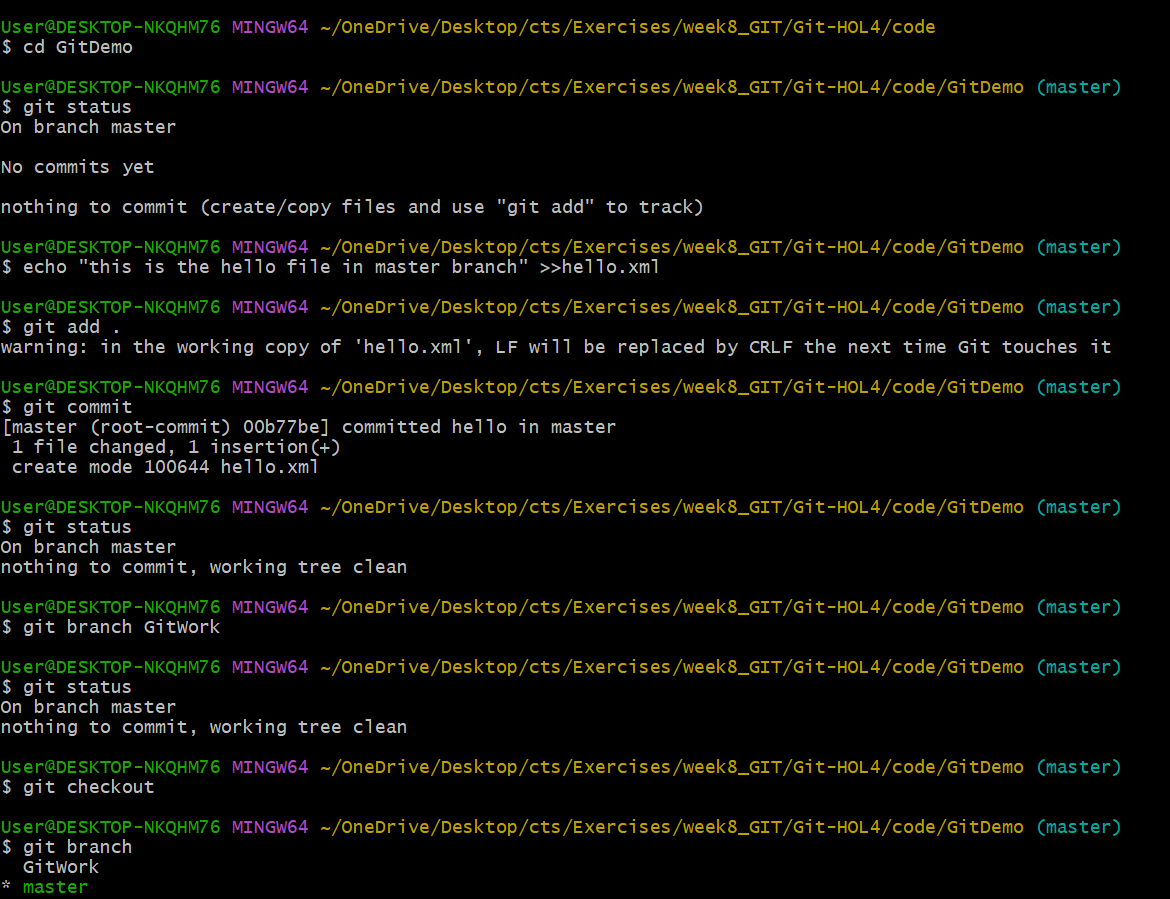 User@DESKTOP-NKQHM76 MINGW64 ~/OneDrive/Desktop/cts/Exercises/week8_GIT/Git-HOL4/code
$ cd GitDemo
User@DESKTOP-NKQHM76 MINGW64 ~/OneDrive/Desktop/cts/Exercises/week8_GIT/Git-HOL4/code/GitDemo (master)
$ git status
On branch master
No commits yet
nothing to commit (create/copy files and use "git add" to track)
User@DESKTOP-NKQHM76 MINGW64 ~/OneDrive/Desktop/cts/Exercises/week8_GIT/Git-HOL4/code/GitDemo (master)
$ echo "this is the hello file in master branch" >>hello.xml
User@DESKTOP-NKQHM76 MINGW64 ~/OneDrive/Desktop/cts/Exercises/week8_GIT/Git-HOL4/code/GitDemo (master)
$ git add .
warning: in the working copy of 'hello.xml', LF will be replaced by CRLF the next time Git touches it
User@DESKTOP-NKQHM76 MINGW64 ~/OneDrive/Desktop/cts/Exercises/week8_GIT/Git-HOL4/code/GitDemo (master)
$ git commit
[master (root-commit) 00b77be] committed hello in master
 1 file changed, 1 insertion(+)
 create mode 100644 hello.xml
User@DESKTOP-NKQHM76 MINGW64 ~/OneDrive/Desktop/cts/Exercises/week8_GIT/Git-HOL4/code/GitDemo (master)
$ git status
On branch master
nothing to commit, working tree clean
User@DESKTOP-NKQHM76 MINGW64 ~/OneDrive/Desktop/cts/Exercises/week8_GIT/Git-HOL4/code/GitDemo (master)
$ git branch GitWork
User@DESKTOP-NKQHM76 MINGW64 ~/OneDrive/Desktop/cts/Exercises/week8_GIT/Git-HOL4/code/GitDemo (master)
$ git status
On branch master
nothing to commit, working tree clean
User@DESKTOP-NKQHM76 MINGW64 ~/OneDrive/Desktop/cts/Exercises/week8_GIT/Git-HOL4/code/GitDemo (master)
$ git checkout
User@DESKTOP-NKQHM76 MINGW64 ~/OneDrive/Desktop/cts/Exercises/week8_GIT/Git-HOL4/code/GitDemo (master)
$ git branch
  GitWork
* master